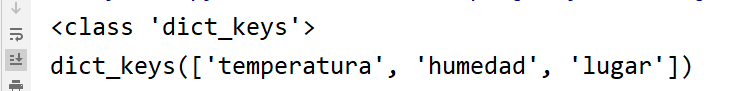 <class 'dict_keys'>
dict_keys(['temperatura', 'humedad', 'lugar'])